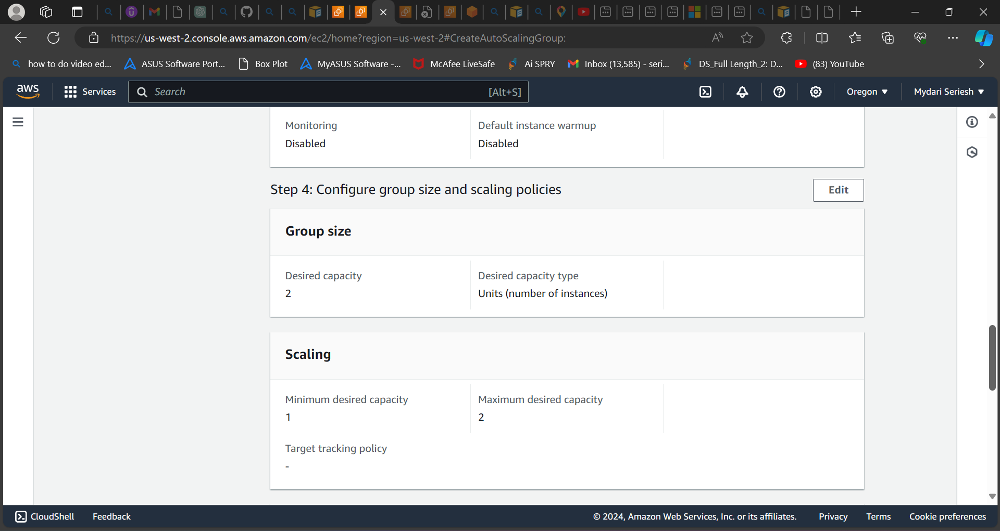 https://us-west-2.console.aws.amazon.com/ec2/home?region=us-west-2#CreateAutoScalingGroup:
how to do video ed... ASUS Software Port... Box Plot MyASUS Software -... McAfee LiveSafe Ai SPRY Inbox (13,585) - seri... DS_Full Length_2: D... (83) YouTube
aws Services Search [Alt+S] Oregon Mydari Seriesh
Monitoring Default instance warmup
Disabled Disabled
Step 4: Configure group size and scaling policies Edit
Group size
Desired capacity Desired capacity type
2 Units (number of instances)
Scaling
Minimum desired capacity Maximum desired capacity
1 2
Target tracking policy
-
CloudShell Feedback © 2024, Amazon Web Services, Inc. or its affiliates. Privacy Terms Cookie preferences